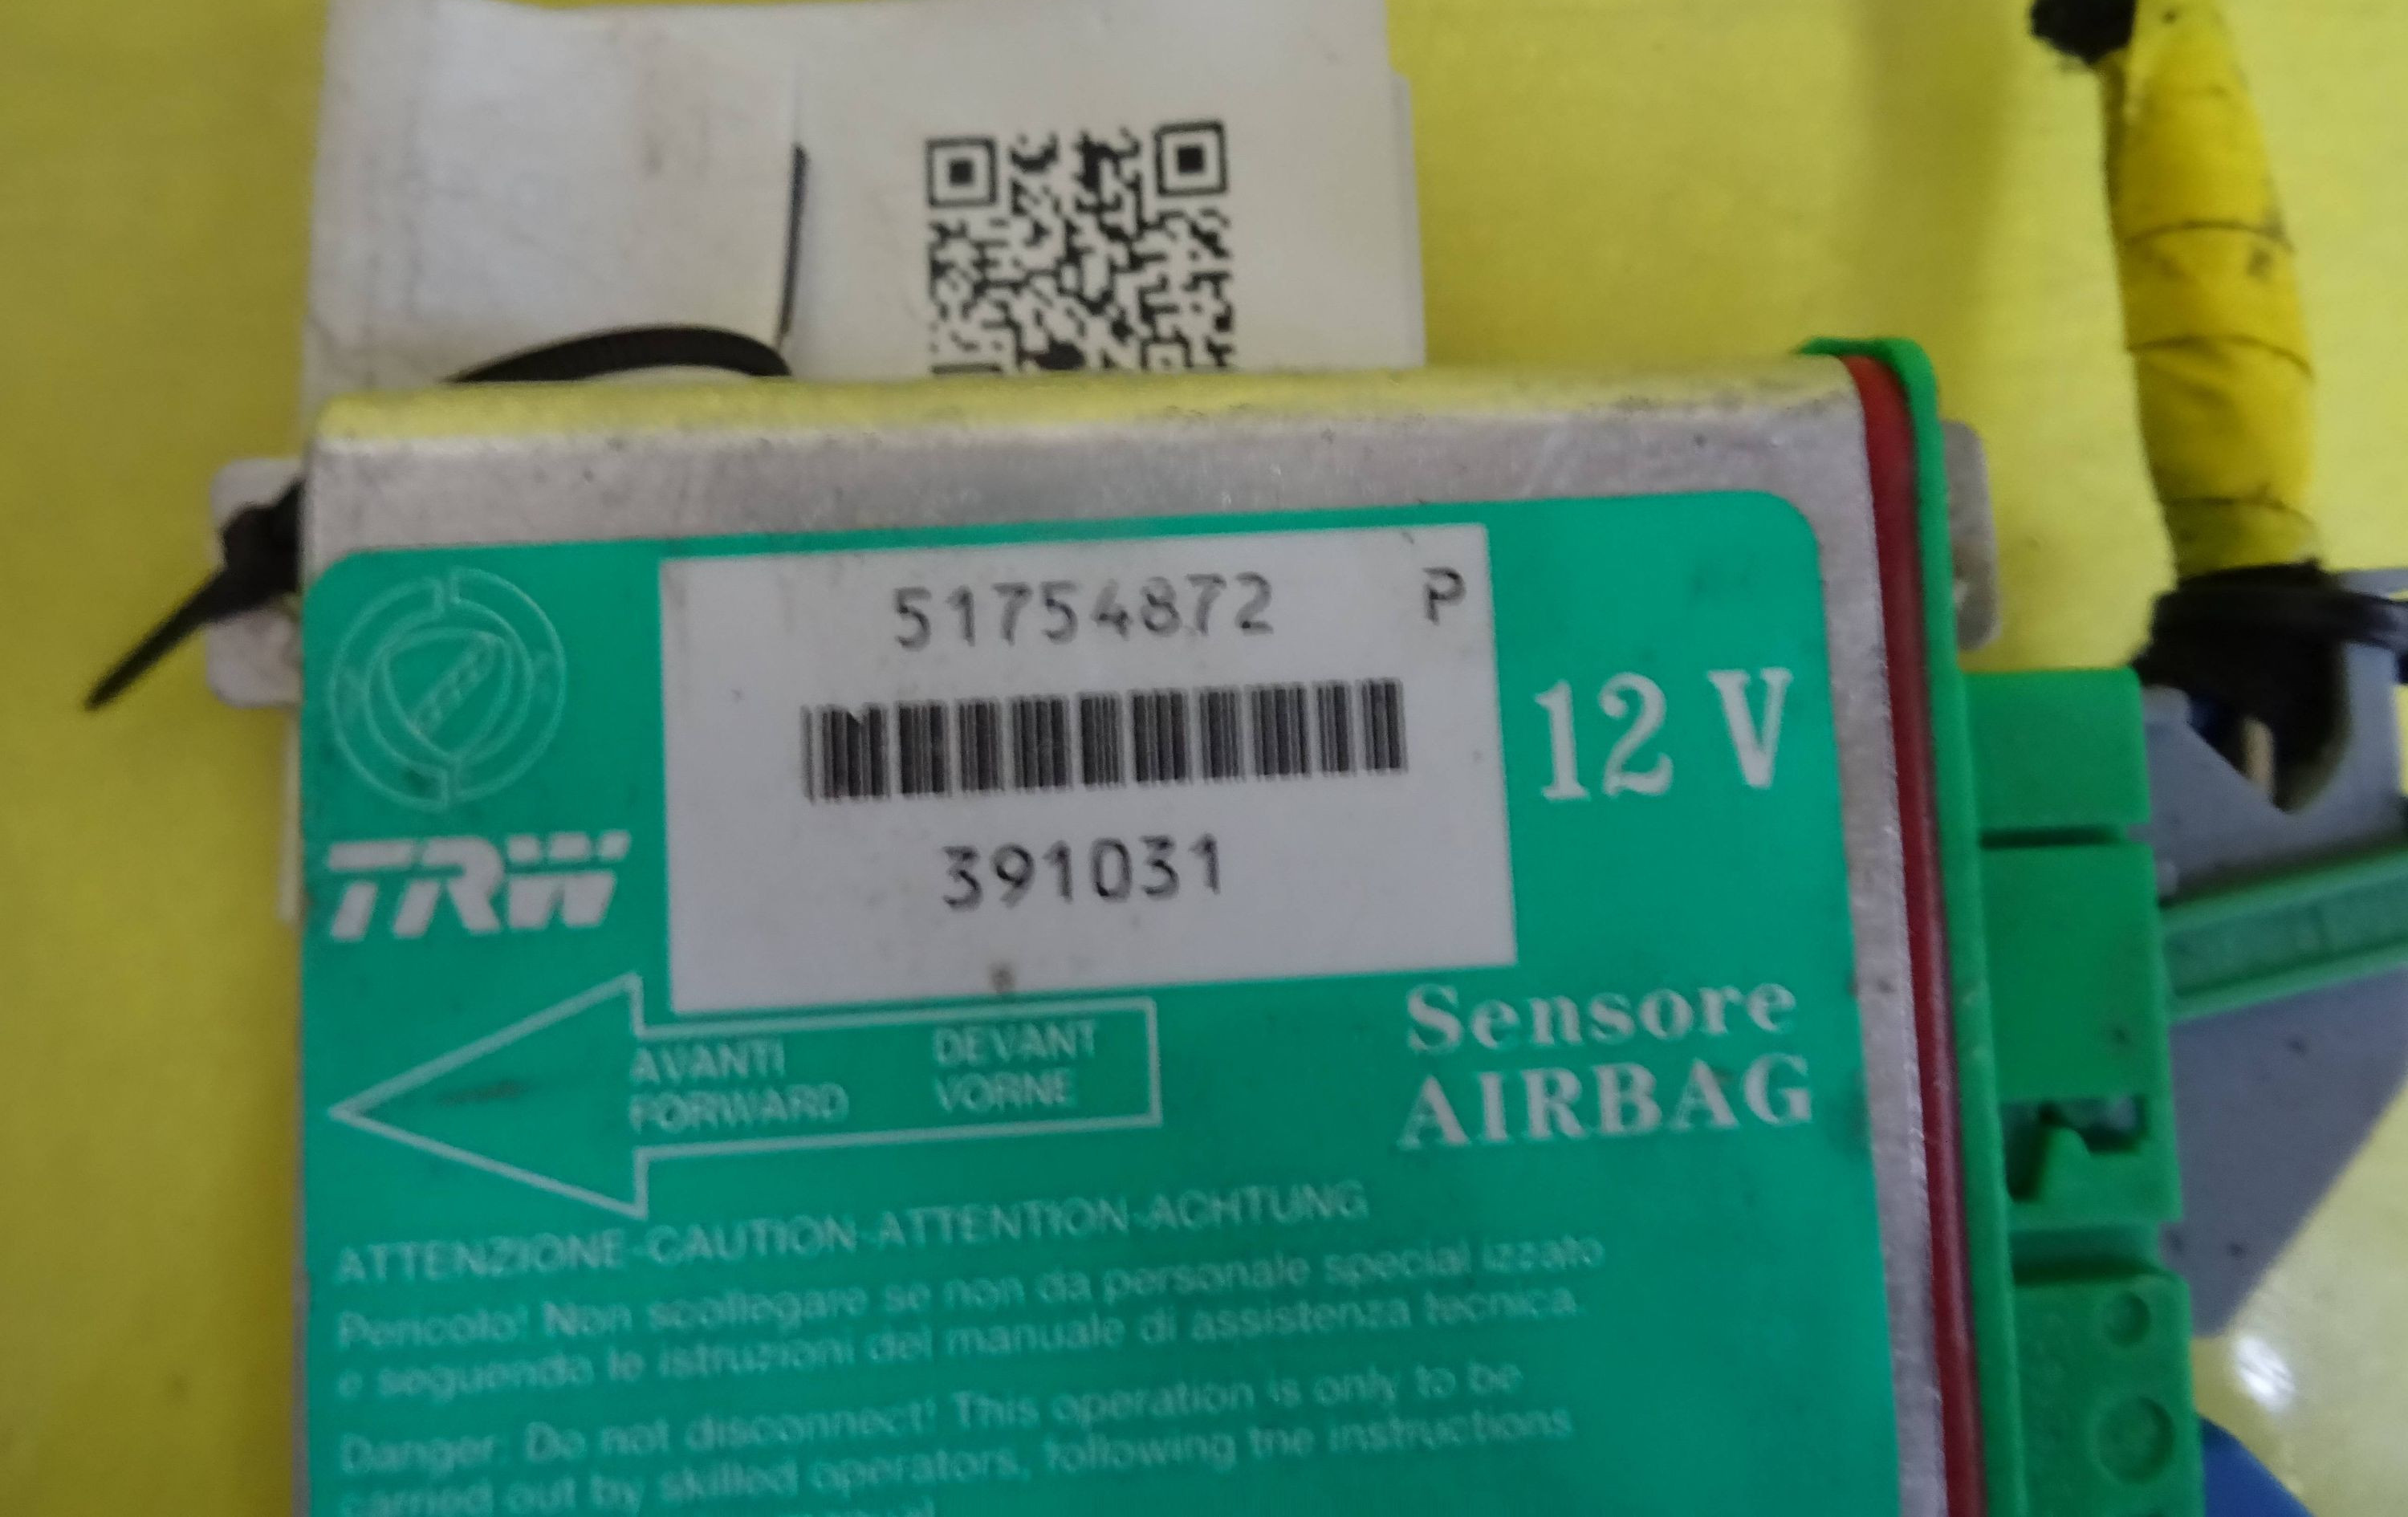 51754872 P
12 V
TRW
391031
Sensore
AIRBAG
AVANTI DEVANT
FORWARD VORNE
ATTENZIONE-CAUTION-ATTENTION-ACHTUNG
Pericolo! Non scollegare se non da personale special izzato
e seguendo le istruzioni del manuale di assistenza tecnica.
Danger: Do not disconnect! This operation is only to be
carried out by skilled operators, following the instructions